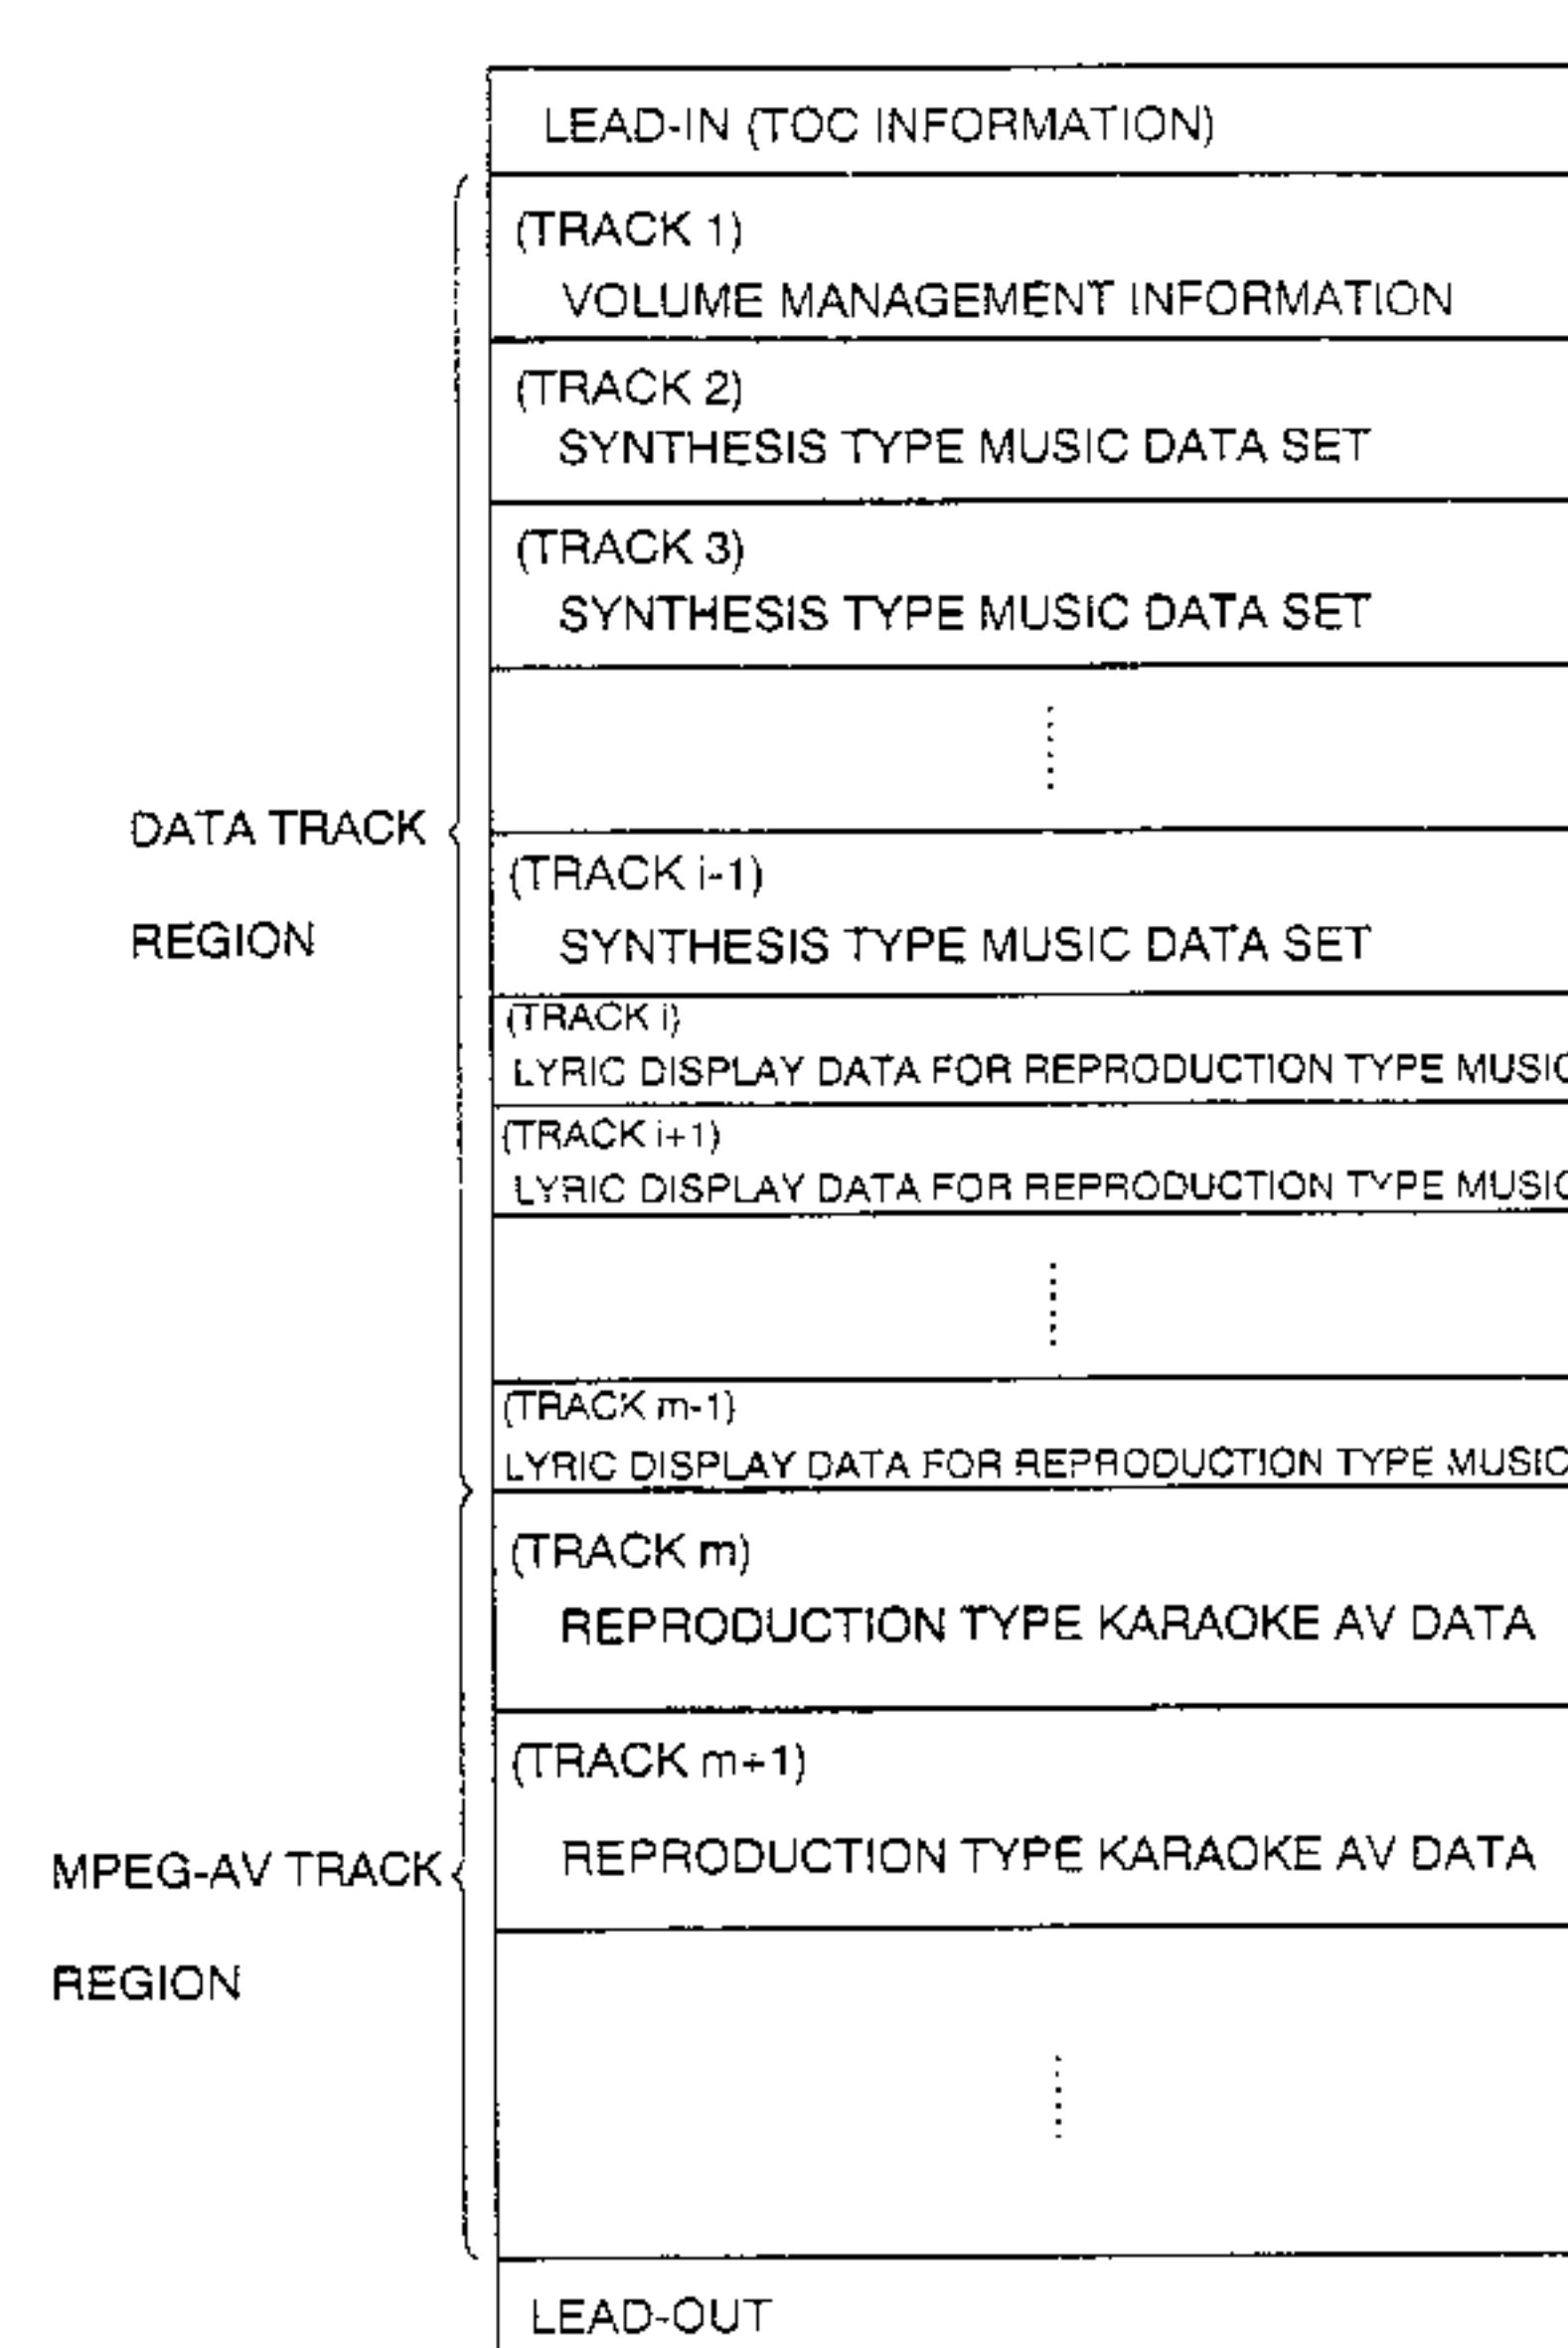 LEAD-IN (TOC INFORMATION)
(TRACK 1)
VOLUME MANAGEMENT INFORMATION
(TRACK 2)
SYNTHESIS TYPE MUSIC DATA SET
(TRACK 3)
SYNTHESIS TYPE MUSIC DATA SET
DATA TRACK
REGION
(TRACK i-1)
SYNTHESIS TYPE MUSIC DATA SET
(TRACK i)
LYRIC DISPLAY DATA FOR REPRODUCTION TYPE MUSIC
(TRACK i+1)
LYRIC DISPLAY DATA FOR REPRODUCTION TYPE MUSIC
(TRACK m-1)
LYRIC DISPLAY DATA FOR REPRODUCTION TYPE MUSIC
(TRACK m)
REPRODUCTION TYPE KARAOKE AV DATA
(TRACK m+1)
REPRODUCTION TYPE KARAOKE AV DATA
MPEG-AV TRACK
REGION
LEAD-OUT